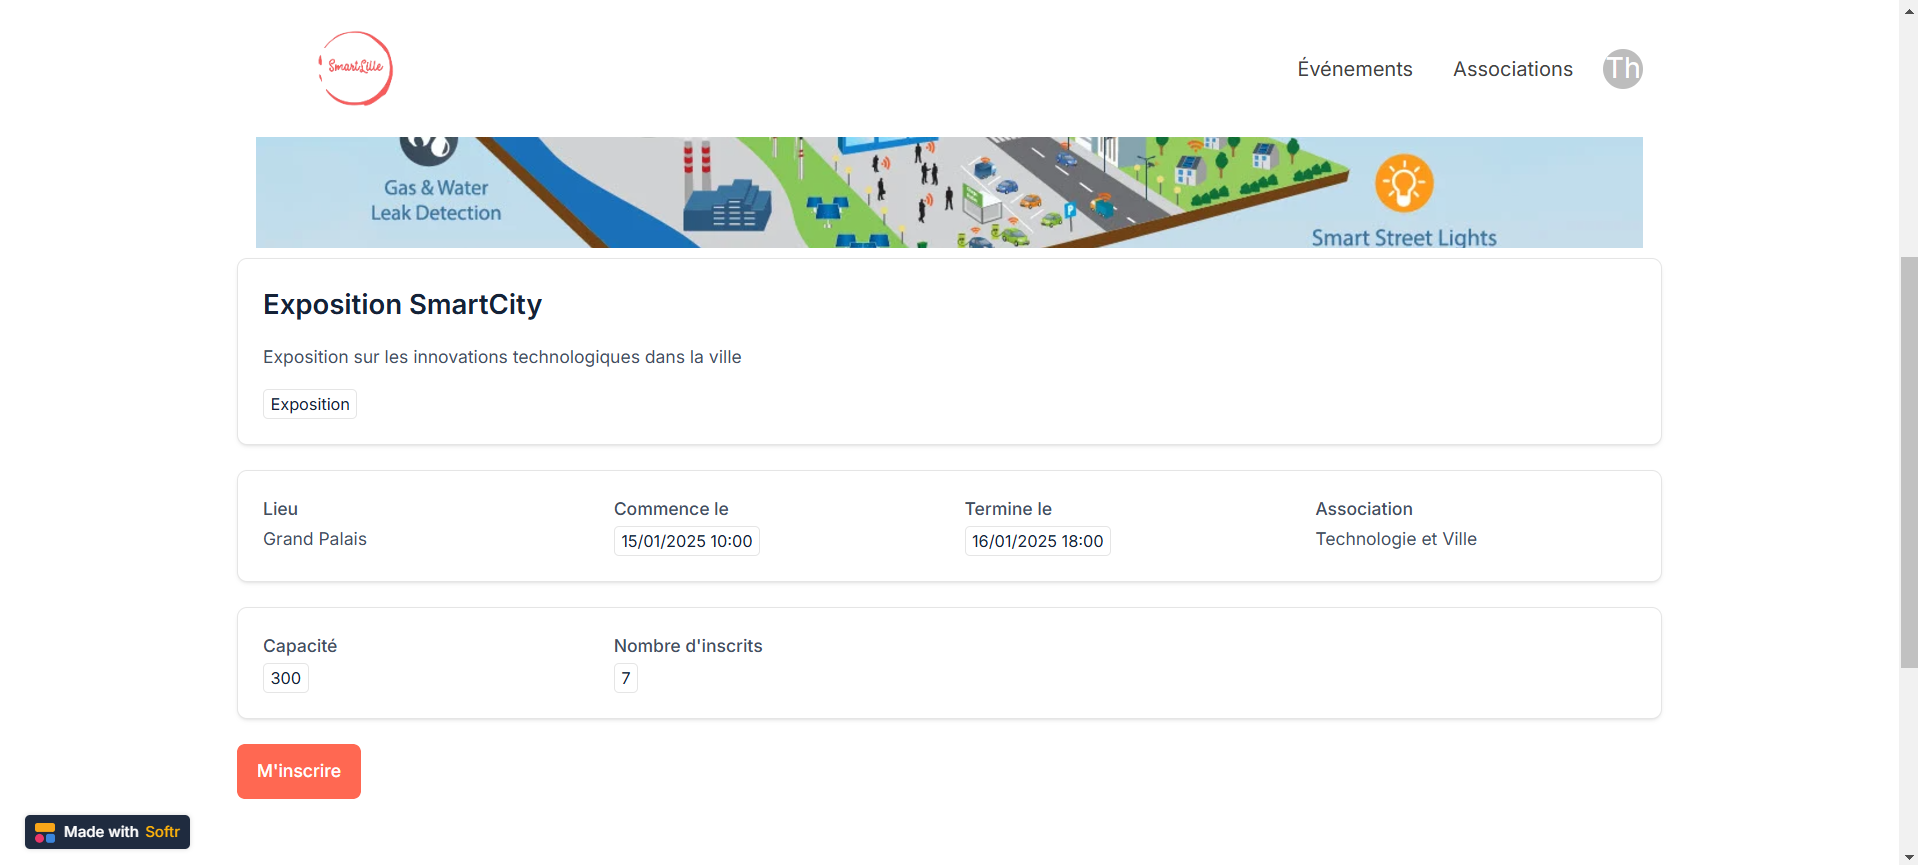 SmartLille
Événements
Associations
Th
Gas & Water
Leak Detection
P
Smart Street Lights
Exposition SmartCity
Exposition sur les innovations technologiques dans la ville
Exposition
Lieu
Commence le
Termine le
Association
Grand Palais
15/01/2025 10:00
16/01/2025 18:00
Technologie et Ville
Capacité
Nombre d'inscrits
300
7
M'inscrire
Made with Softr